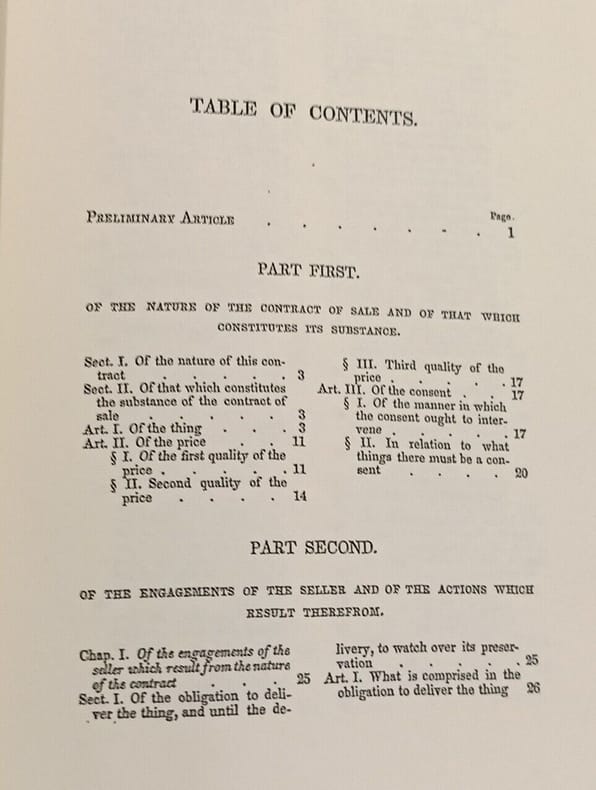 TABLE OF CONTENTS.
Page.
PRELIMINARY ARTICLE . . . . . . . 1
PART FIRST.
OF THE NATURE OF THE CONTRACT OF SALE AND OF THAT WHICH
CONSTITUTES ITS SUBSTANCE.
Sect. I. Of the nature of this con-
tract . . . . . 3
Sect. II. Of that which constitutes
the substance of the contract of
sale . . . . . 3
Art. I. Of the thing . . . 3
Art. II. Of the price . . 11
§ I. Of the first quality of the
price . . . . . 11
§ II. Second quality of the
price . . . . 14
§ III. Third quality of the
price . . . . . 17
Art. III. Of the consent . . 17
§ I. Of the manner in which
the consent ought to inter-
vene . . . . . 17
§ II. In relation to what
things there must be a con-
sent . . . . 20
PART SECOND.
OF THE ENGAGEMENTS OF THE SELLER AND OF THE ACTIONS WHICH
RESULT THEREFROM.
Chap. I. Of the engagements of the
seller which result from the nature
of the contract . . . 25
Sect. I. Of the obligation to deli-
ver the thing, and until the de-
livery, to watch over its preser-
vation . . . . . 25
Art. I. What is comprised in the
obligation to deliver the thing 26